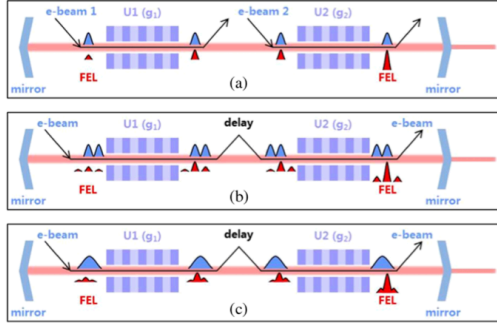 e-beam 1 U1 (g₁) e-beam 2 U2 (g₂)
FEL FEL
mirror (a) mirror
e-beam U1 (g₁) delay U2 (g₂) e-beam
FEL FEL
mirror (b) mirror
e-beam U1 (g₁) delay U2 (g₂) e-beam
FEL FEL
mirror (c) mirror